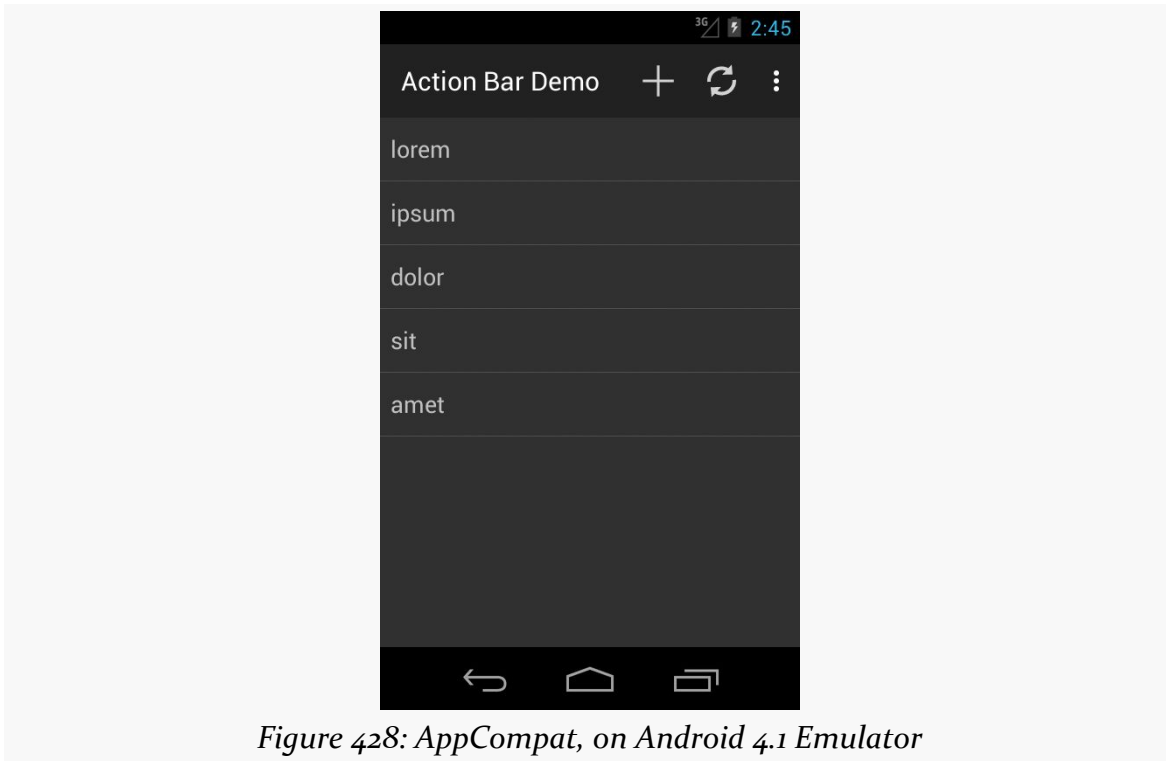 3G 2:45
Action Bar Demo
lorem
ipsum
dolor
sit
amet
Figure 428: AppCompat, on Android 4.1 Emulator